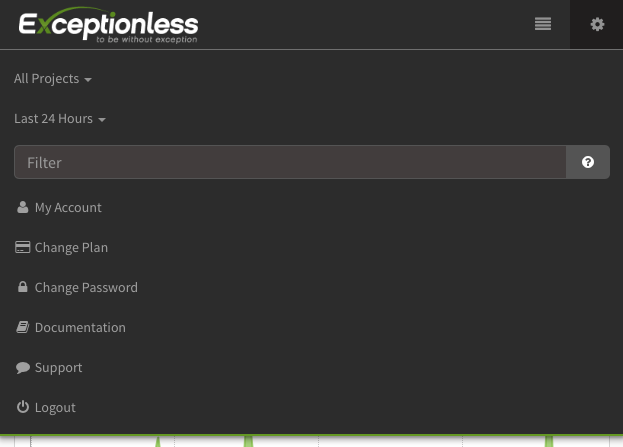 Exceptionless
to be without exception
All Projects
Last 24 Hours
Filter
My Account
Change Plan
Change Password
Documentation
Support
Logout